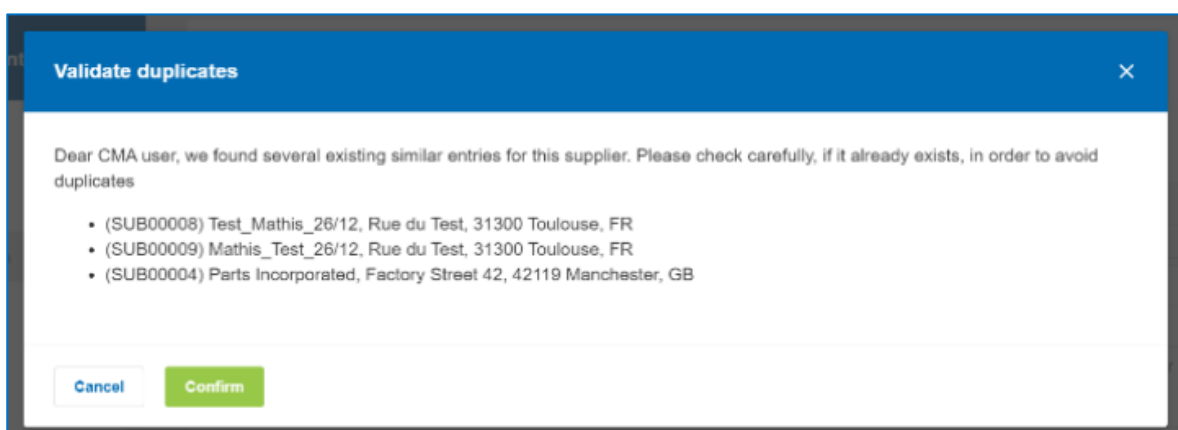 nt
Validate duplicates
Dear CMA user, we found several existing similar entries for this supplier. Please check carefully, if it already exists, in order to avoid
duplicates
• (SUB00008) Test_Mathis_26/12, Rue du Test, 31300 Toulouse, FR
• (SUB00009) Mathis_Test_26/12, Rue du Test, 31300 Toulouse, FR
• (SUB00004) Parts Incorporated, Factory Street 42, 42119 Manchester, GB
Cancel
Confirm